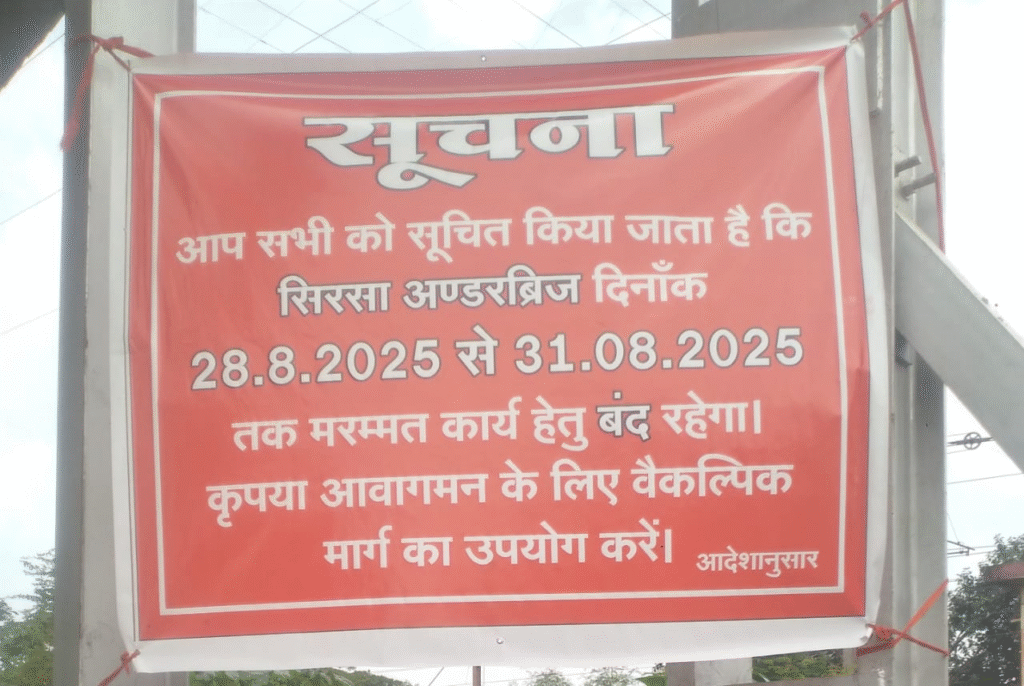 सूचना
आप सभी को सूचित किया जाता है कि
सिरसा अण्डरब्रिज दिनाँक
28.8.2025 से 31.08.2025
तक मरम्मत कार्य हेतु बंद रहेगा।
कृपया आवागमन के लिए वैकल्पिक
मार्ग का उपयोग करें।
आदेशानुसार